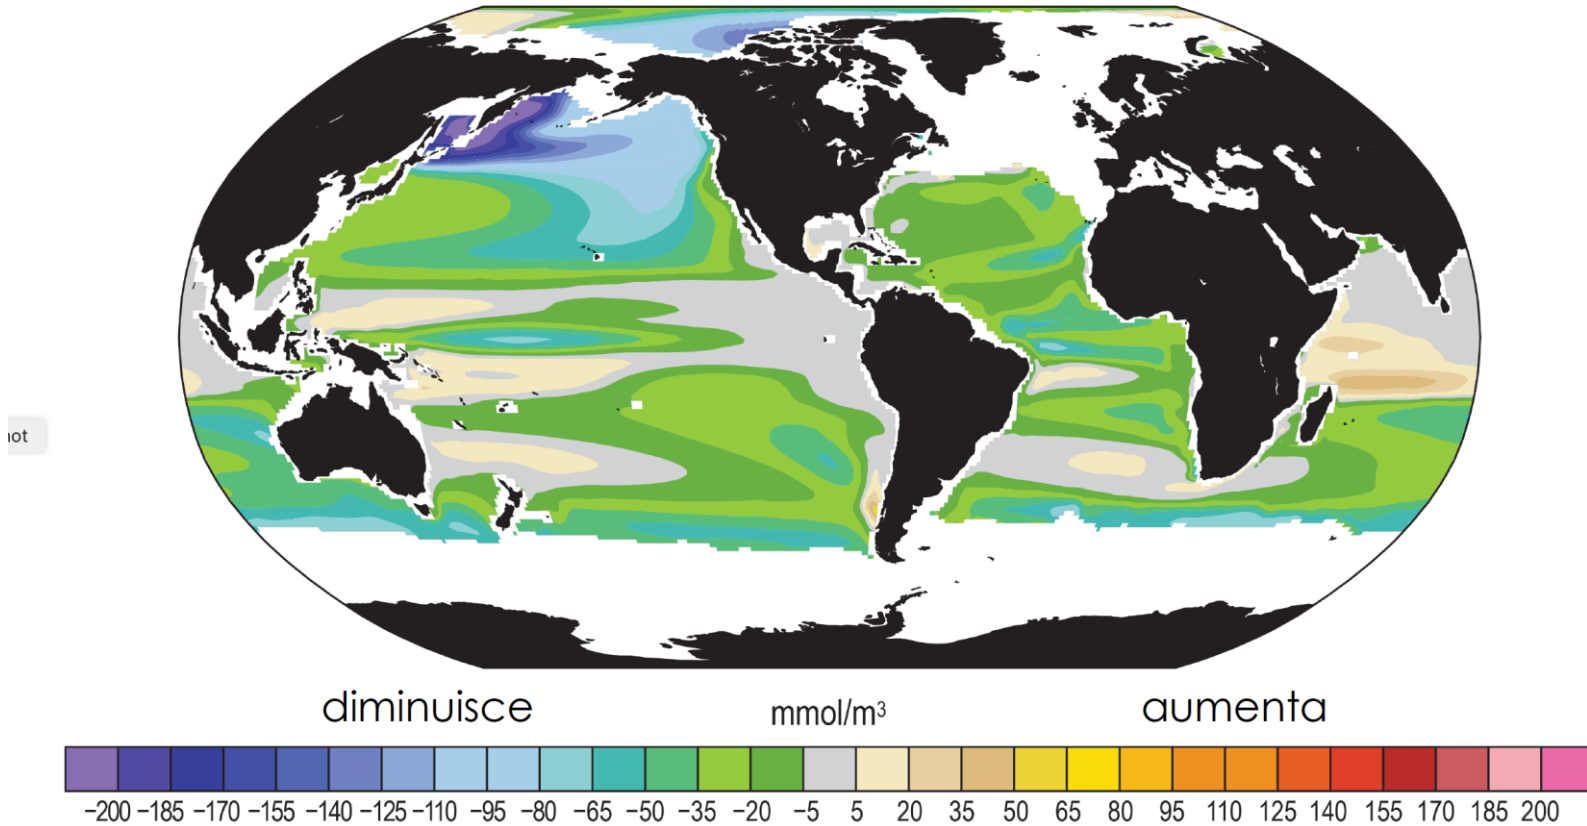 not
diminuisce mmol/m³ aumenta
−200 −185 −170 −155 −140 −125 −110 −95 −80 −65 −50 −35 −20 −5 5 20 35 50 65 80 95 110 125 140 155 170 185 200